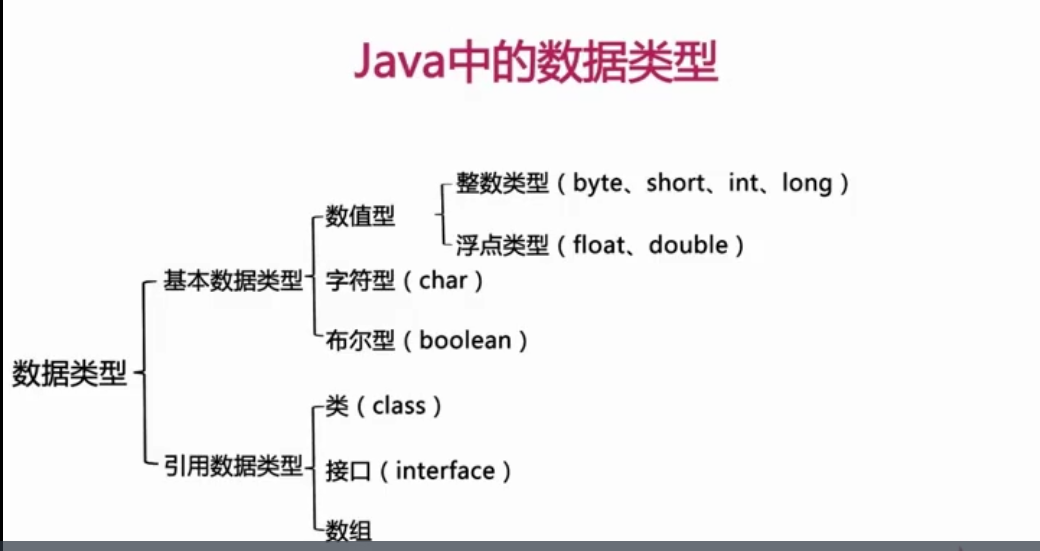 Java中的数据类型
整数类型（byte、short、int、long）
数值型
浮点类型（float、double）
基本数据类型
字符型（char）
布尔型（boolean）
数据类型
类（class）
引用数据类型
接口（interface）
数组